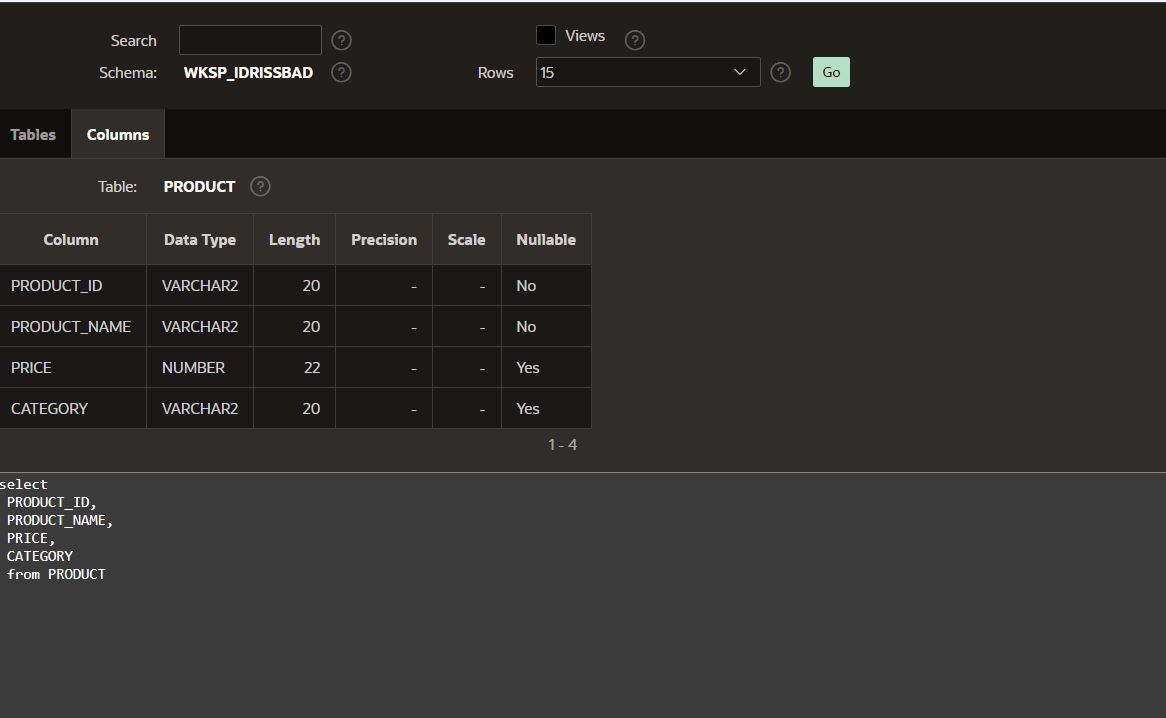 Search
Views
Schema: WKSP_IDRISSBAD
Rows 15 Go
Tables Columns
Table: PRODUCT
Column Data Type Length Precision Scale Nullable
PRODUCT_ID VARCHAR2 20 - - No
PRODUCT_NAME VARCHAR2 20 - - No
PRICE NUMBER 22 - - Yes
CATEGORY VARCHAR2 20 - - Yes
1 - 4
select
PRODUCT_ID,
PRODUCT_NAME,
PRICE,
CATEGORY
from PRODUCT